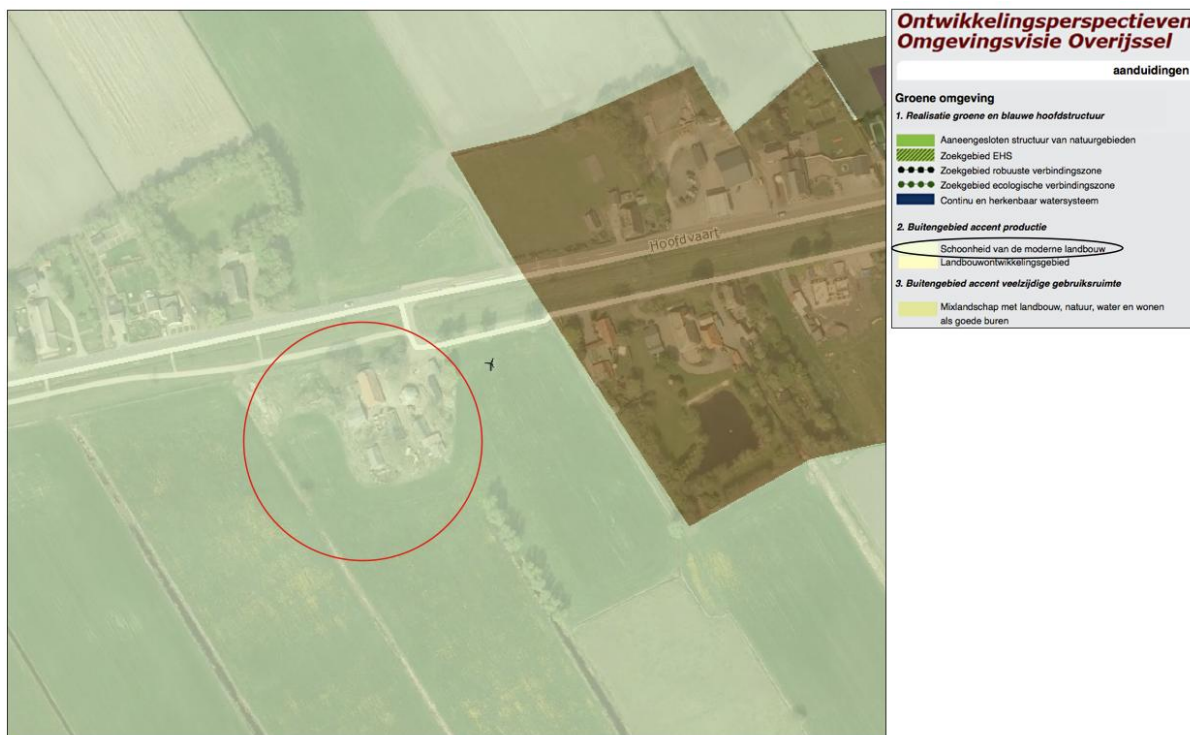 Hoofdvaart
Ontwikkelingsperspectieven
Omgevingsvisie Overijssel
aanduidingen
Groene omgeving
1. Realisatie groene en blauwe hoofdstructuur
Aaneengesloten structuur van natuurgebieden
Zoekgebied EHS
Zoekgebied robuuste verbindingszone
Zoekgebied ecologische verbindingszone
Continu en herkenbaar watersysteem
2. Buitengebied accent productie
Schoonheid van de moderne landbouw
Landbouwontwikkelingsgebied
3. Buitengebied accent veelzijdige gebruiksruimte
Mixlandschap met landbouw, natuur, water en wonen
als goede buren